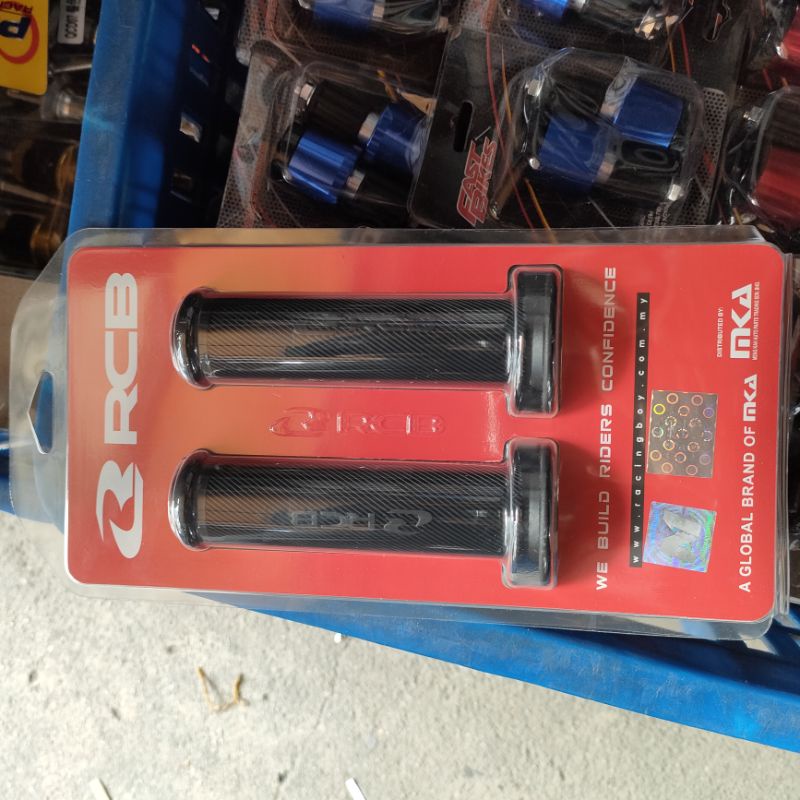 RCB
RCB
RCB
WE BUILD RIDERS CONFIDENCE
www.racingboy.com.my
DISTRIBUTED BY:
MKA
A GLOBAL BRAND OF MKA
FAST
BIKES